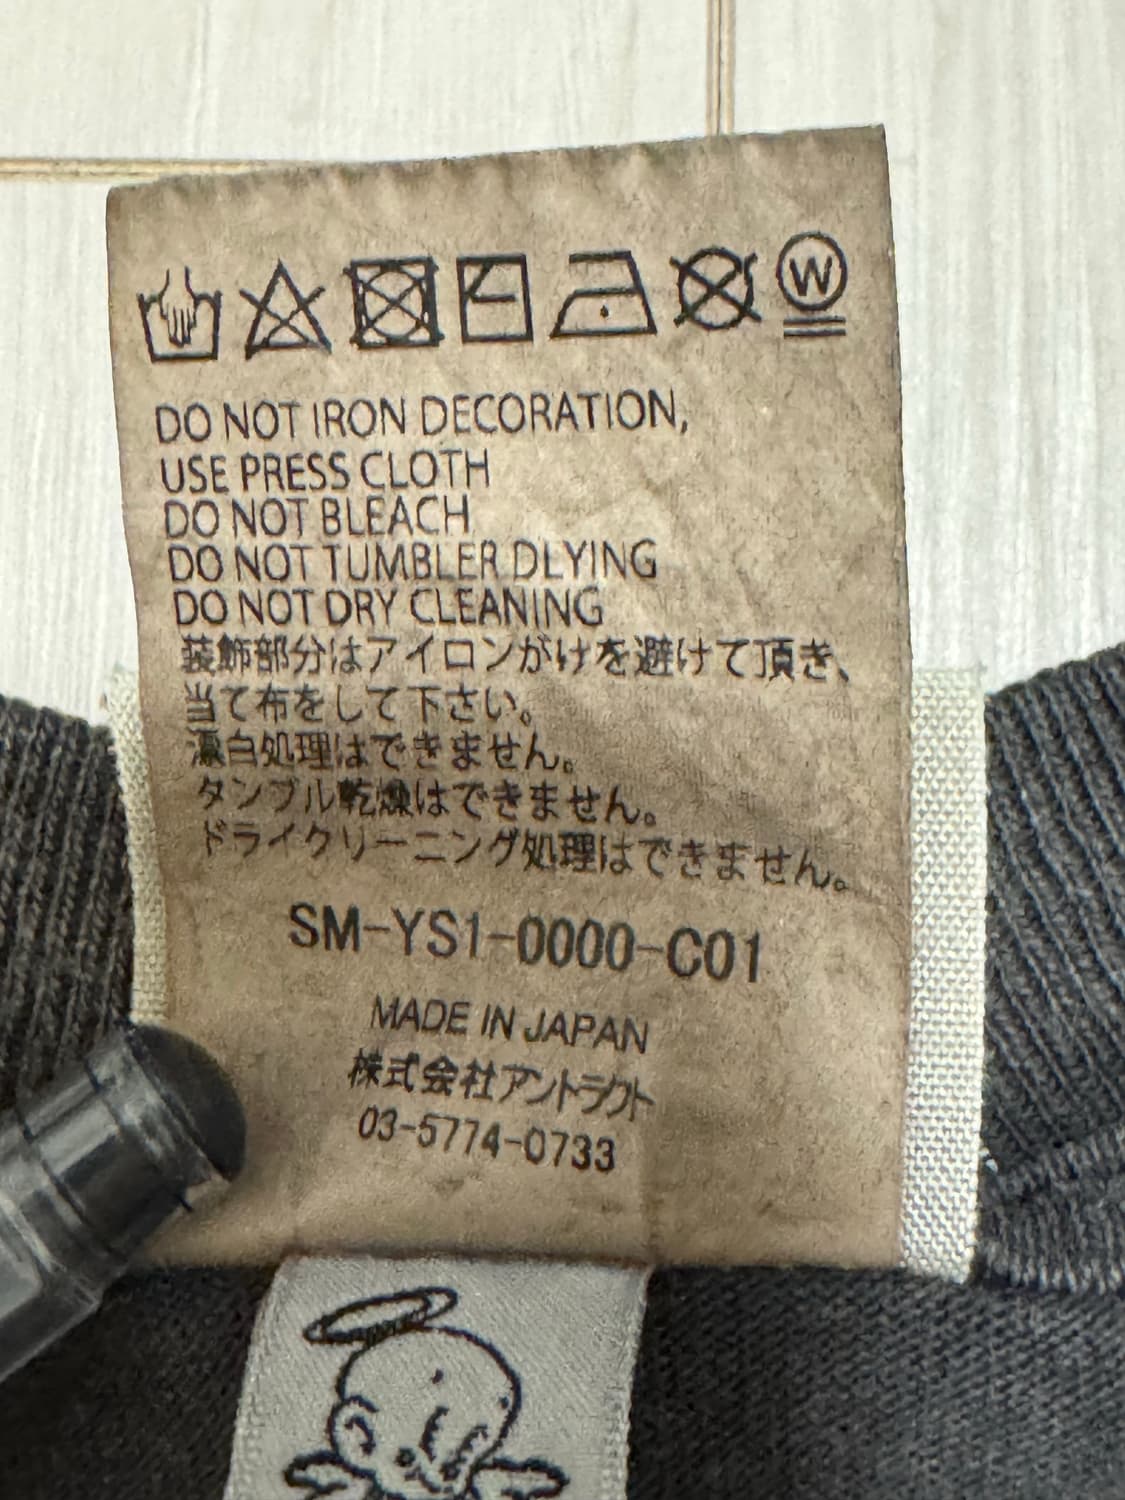 W
DO NOT IRON DECORATION,
USE PRESS CLOTH
DO NOT BLEACH
DO NOT TUMBLER DLYING
DO NOT DRY CLEANING
装飾部分はアイロンがけを避けて頂き、
当て布をして下さい。
漂白処理はできません。
タンブル乾燥はできません。
ドライクリーニング処理はできません。
SM-YS1-0000-C01
MADE IN JAPAN
株式会社アントラクト
03-5774-0733